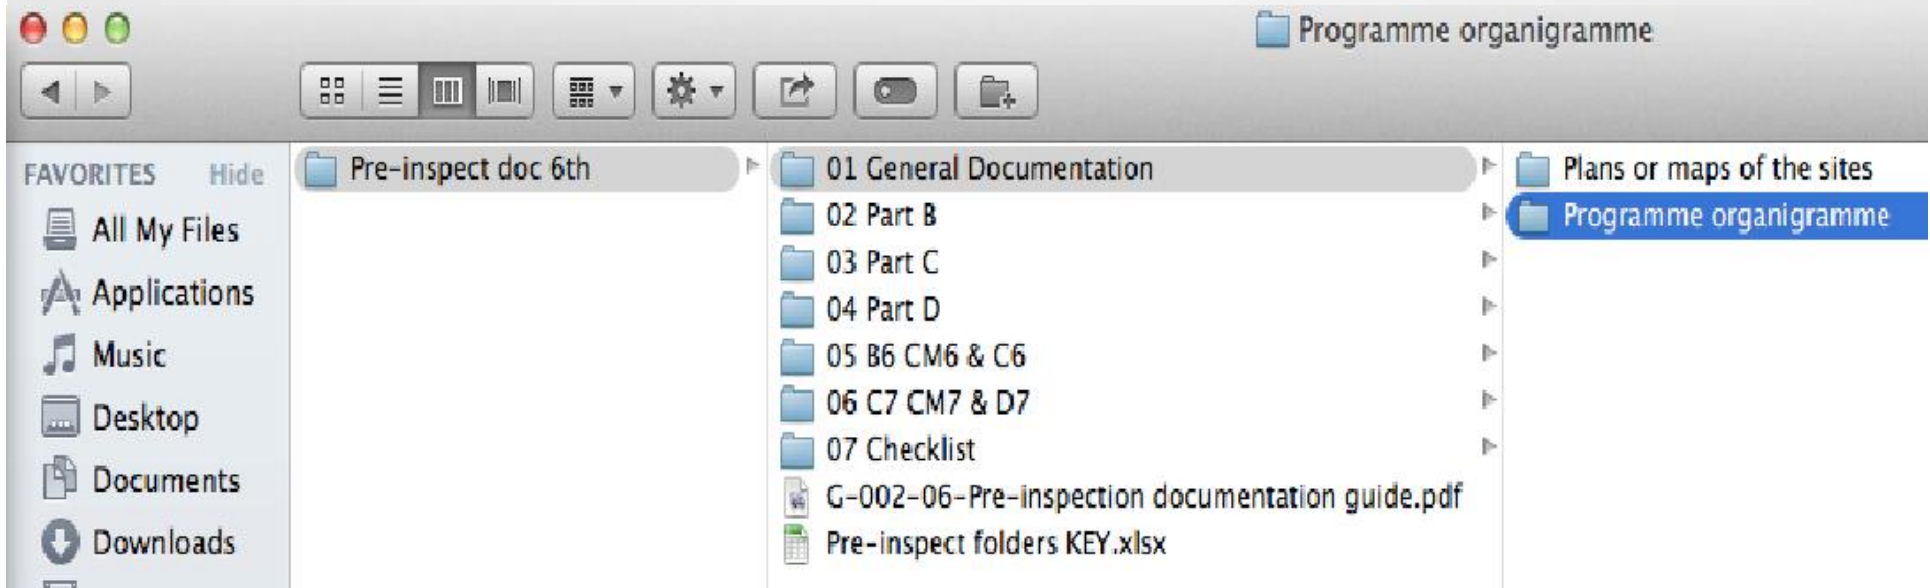 Programme organigramme
FAVORITES Hide
All My Files
Applications
Music
Desktop
Documents
Downloads
Pre-inspect doc 6th
01 General Documentation
02 Part B
03 Part C
04 Part D
05 B6 CM6 & C6
06 C7 CM7 & D7
07 Checklist
G-002-06-Pre-inspection documentation guide.pdf
Pre-inspect folders KEY.xlsx
Plans or maps of the sites
Programme organigramme